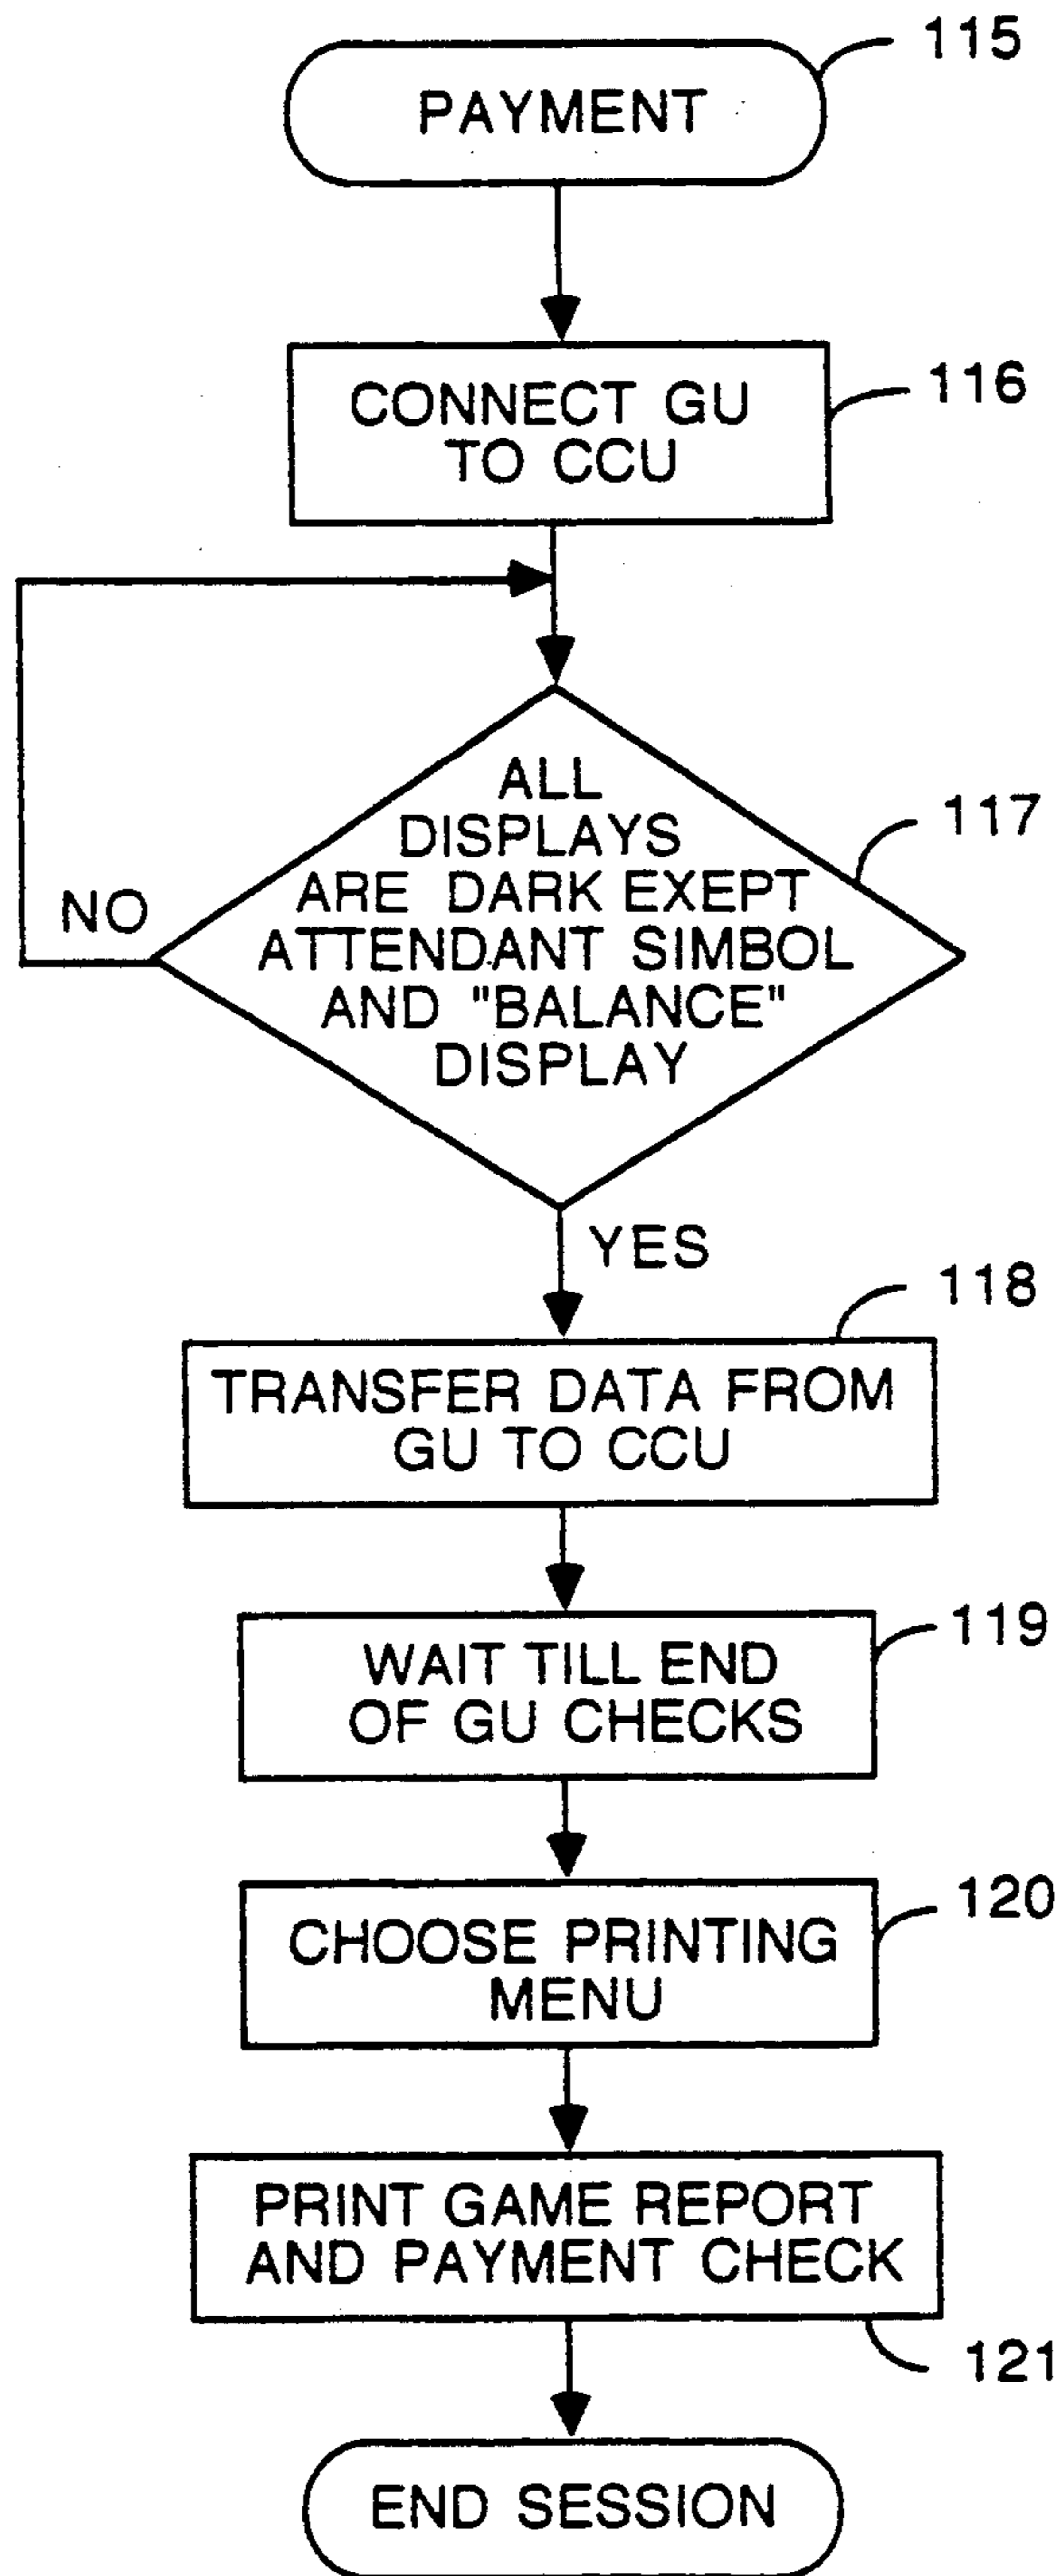 115
PAYMENT
116
CONNECT GU
TO CCU
117
ALL
DISPLAYS
ARE DARK EXEPT
ATTENDANT SIMBOL
AND "BALANCE"
DISPLAY
NO
YES
118
TRANSFER DATA FROM
GU TO CCU
119
WAIT TILL END
OF GU CHECKS
120
CHOOSE PRINTING
MENU
PRINT GAME REPORT
AND PAYMENT CHECK
121
END SESSION